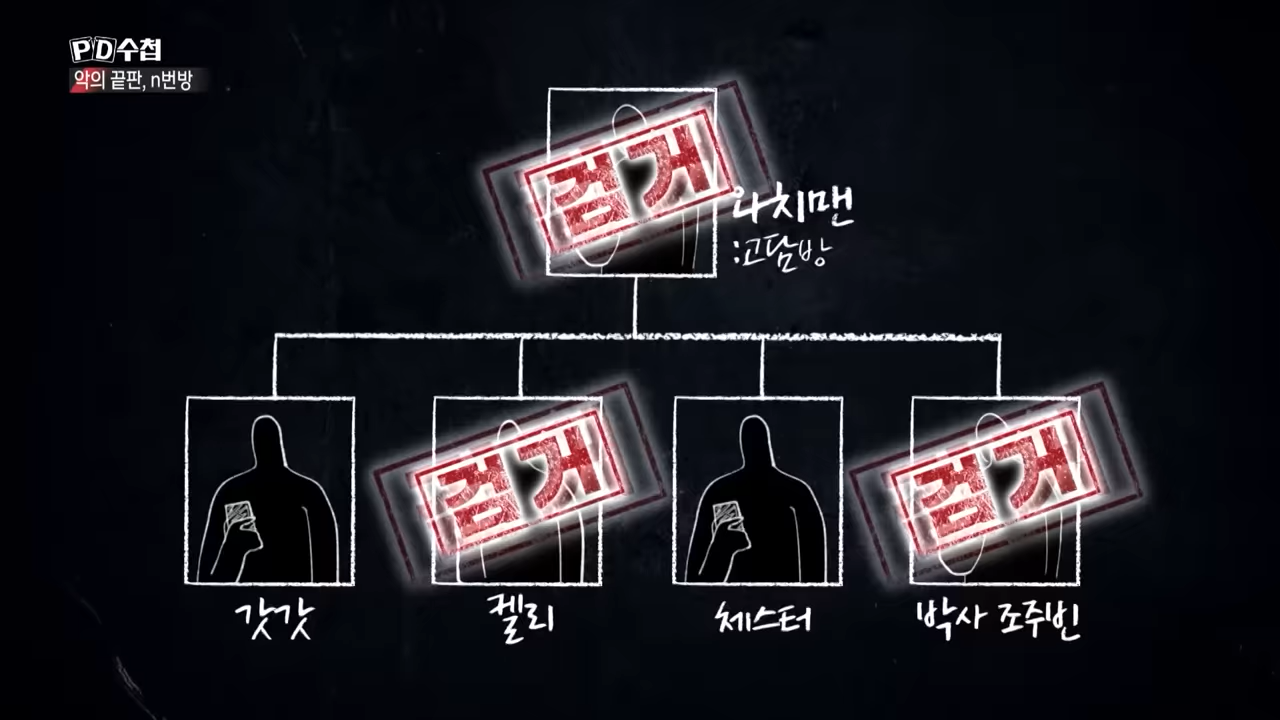 PD수첩
악의 끝판, n번방
검거
와치맨
:고담방
검거
검거
갓갓
켈리
체스터
박사 조주빈